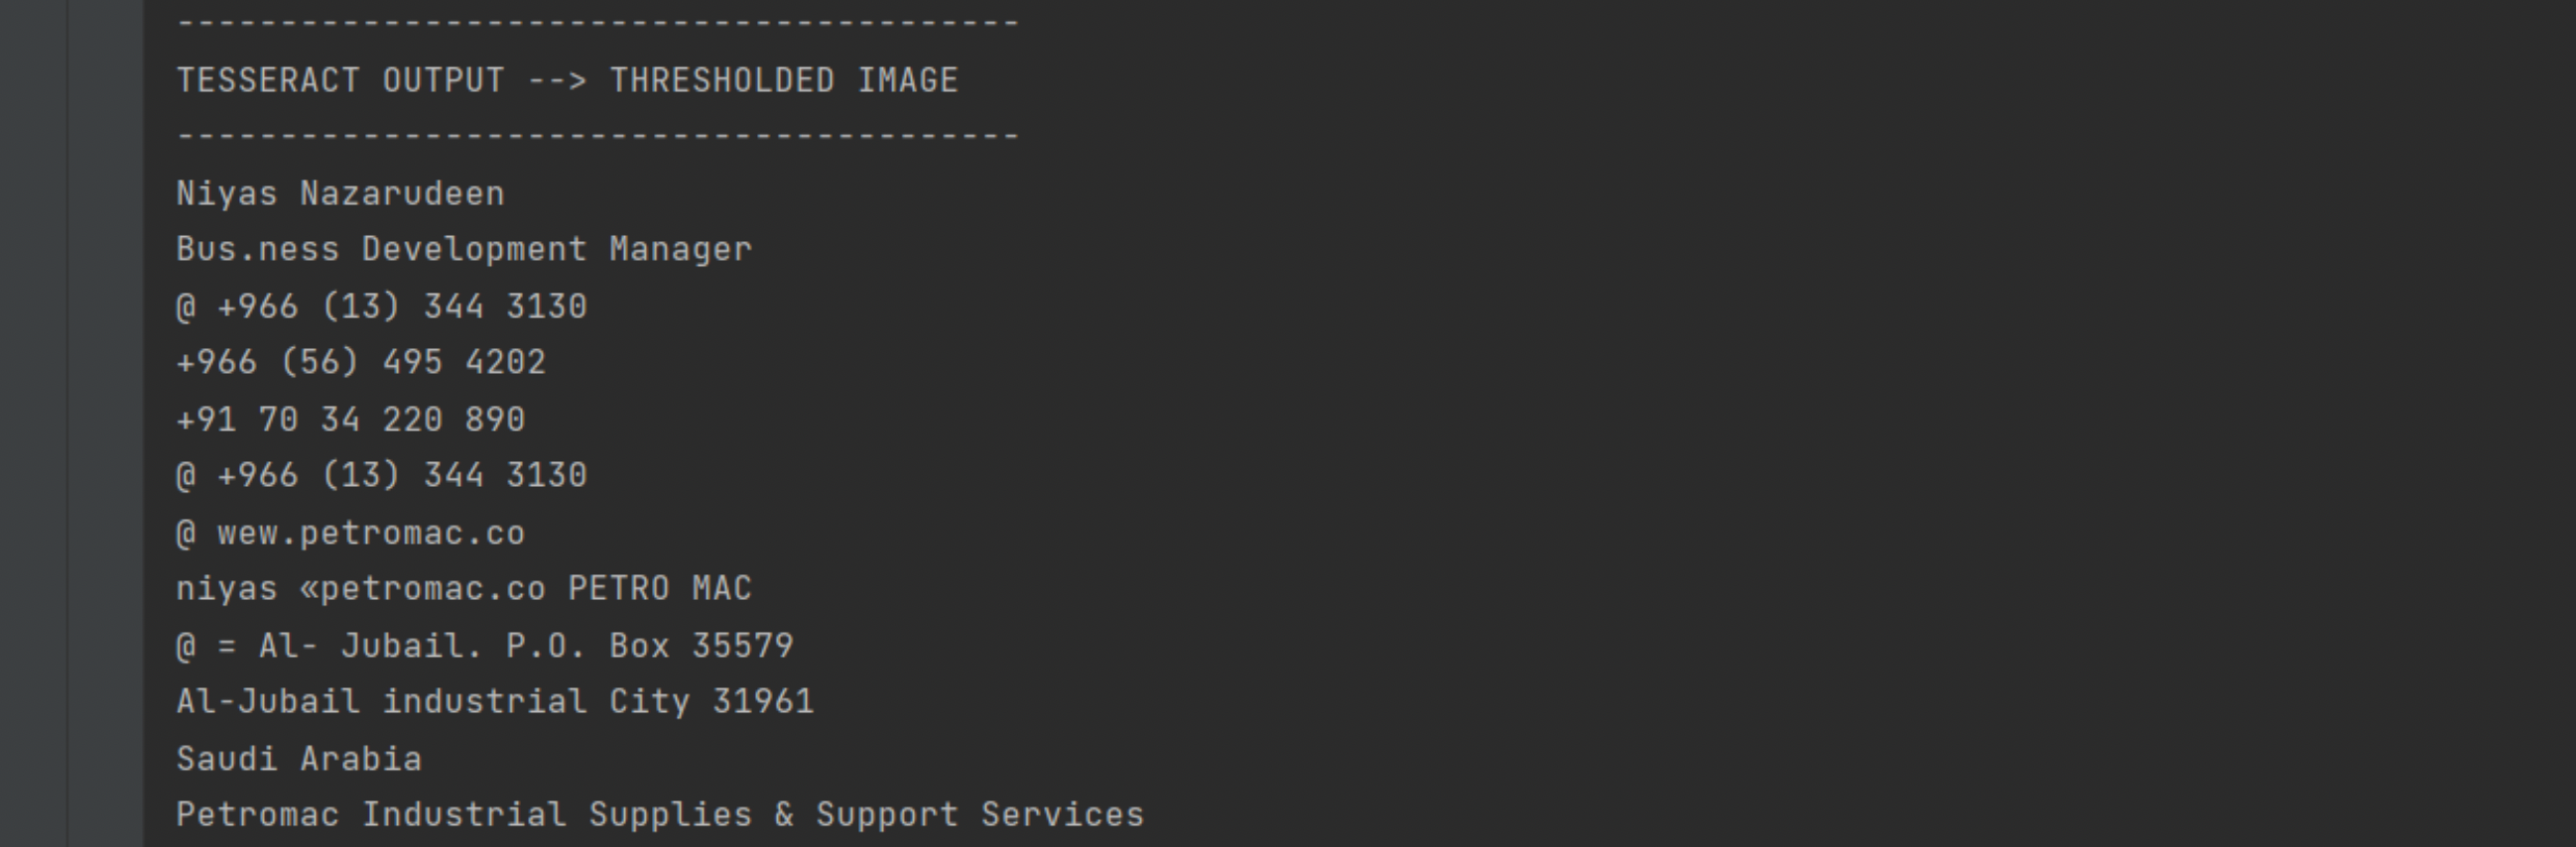 -----------------------------------------
TESSERACT OUTPUT --> THRESHOLDED IMAGE
-----------------------------------------
Niyas Nazarudeen
Bus.ness Development Manager
@ +966 (13) 344 3130
+966 (56) 495 4202
+91 70 34 220 890
@ +966 (13) 344 3130
@ wew.petromac.co
niyas «petromac.co PETRO MAC
@ = Al- Jubail. P.O. Box 35579
Al-Jubail industrial City 31961
Saudi Arabia
Petromac Industrial Supplies & Support Services